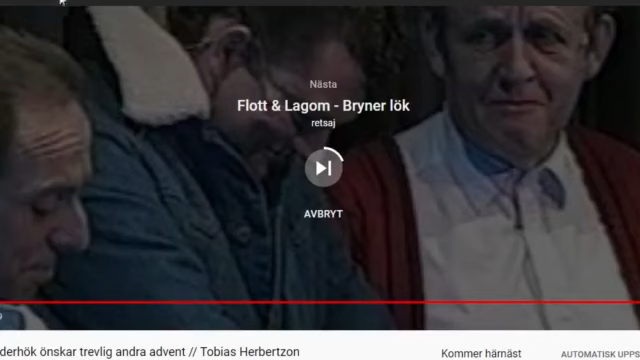 Nästa
Flott & Lagom - Bryner lök
retsaj
AVBRYT
derhök önskar trevlig andra advent // Tobias Herbertzon
Kommer härnäst
AUTOMATISK UPPS